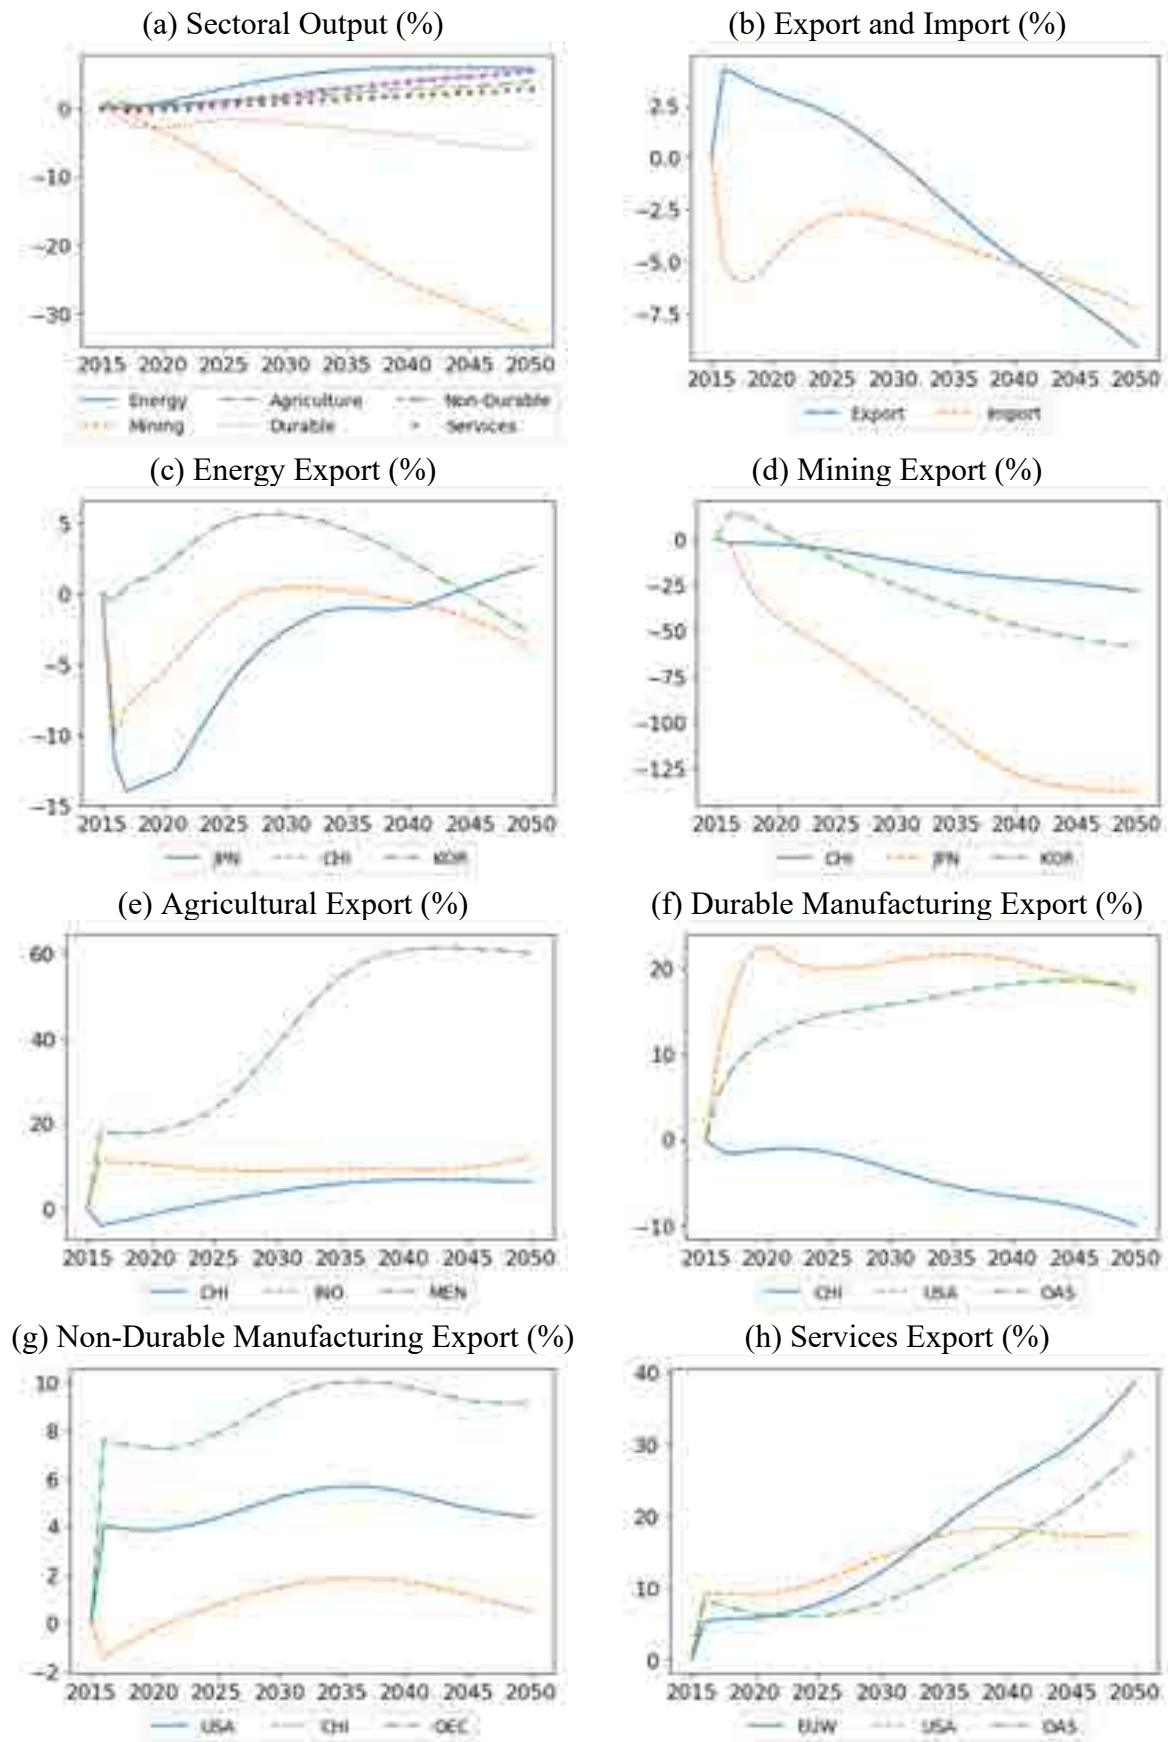 (a) Sectoral Output (%)
0
−10
−20
−30
2015 2020 2025 2030 2035 2040 2045 2050
Energy Agriculture Non-Durable
Mining Durable Services
(b) Export and Import (%)
2.5
0.0
−2.5
−5.0
−7.5
2015 2020 2025 2030 2035 2040 2045 2050
Export Import
(c) Energy Export (%)
5
0
−5
−10
−15
2015 2020 2025 2030 2035 2040 2045 2050
JPN CHI KOR
(d) Mining Export (%)
0
−25
−50
−75
−100
−125
2015 2020 2025 2030 2035 2040 2045 2050
CHI JPN KOR
(e) Agricultural Export (%)
60
40
20
0
2015 2020 2025 2030 2035 2040 2045 2050
CHI INO MEN
(f) Durable Manufacturing Export (%)
20
10
0
−10
2015 2020 2025 2030 2035 2040 2045 2050
CHI USA OAS
(g) Non-Durable Manufacturing Export (%)
10
8
6
4
2
0
−2
2015 2020 2025 2030 2035 2040 2045 2050
USA CHI OEC
(h) Services Export (%)
40
30
20
10
0
2015 2020 2025 2030 2035 2040 2045 2050
EUW USA OAS